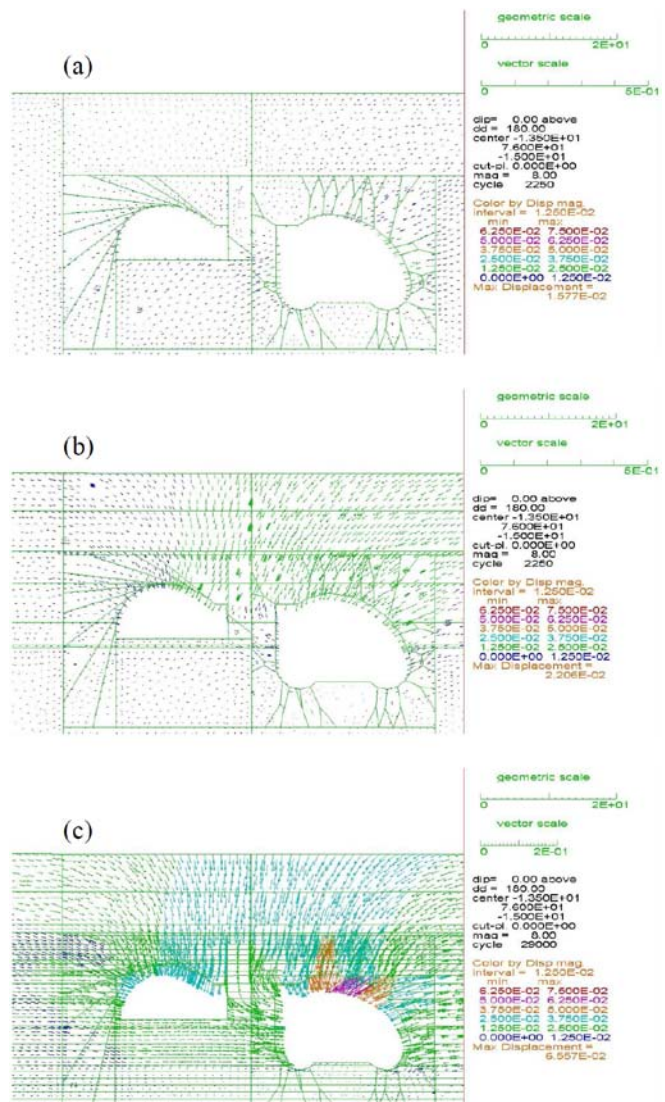 geometric scale
0 2E+01
vector scale
0 5E-01
(a)
dip= 0.00 above
dd = 180.00
center -1.350E+01
7.600E+01
-1.500E+01
cut-pl. 0.000E+00
mag = 8.00
cycle 2250
Color by Disp mag.
interval = 1.250E-02
min max
6.250E-02 7.500E-02
5.000E-02 6.250E-02
3.750E-02 5.000E-02
2.500E-02 3.750E-02
1.250E-02 2.500E-02
0.000E+00 1.250E-02
Max Displacement =
1.577E-02
geometric scale
0 2E+01
vector scale
0 5E-01
(b)
dip= 0.00 above
dd = 180.00
center -1.350E+01
7.600E+01
-1.500E+01
cut-pl. 0.000E+00
mag = 8.00
cycle 2250
Color by Disp mag.
interval = 1.250E-02
min max
6.250E-02 7.500E-02
5.000E-02 6.250E-02
3.750E-02 5.000E-02
2.500E-02 3.750E-02
1.250E-02 2.500E-02
0.000E+00 1.250E-02
Max Displacement =
2.206E-02
geometric scale
0 2E+01
vector scale
0 2E-01
(c)
dip= 0.00 above
dd = 180.00
center -1.350E+01
7.600E+01
-1.500E+01
cut-pl. 0.000E+00
mag = 8.00
cycle 29000
Color by Disp mag.
interval = 1.250E-02
min max
6.250E-02 7.500E-02
5.000E-02 6.250E-02
3.750E-02 5.000E-02
2.500E-02 3.750E-02
1.250E-02 2.500E-02
0.000E+00 1.250E-02
Max Displacement =
6.557E-02